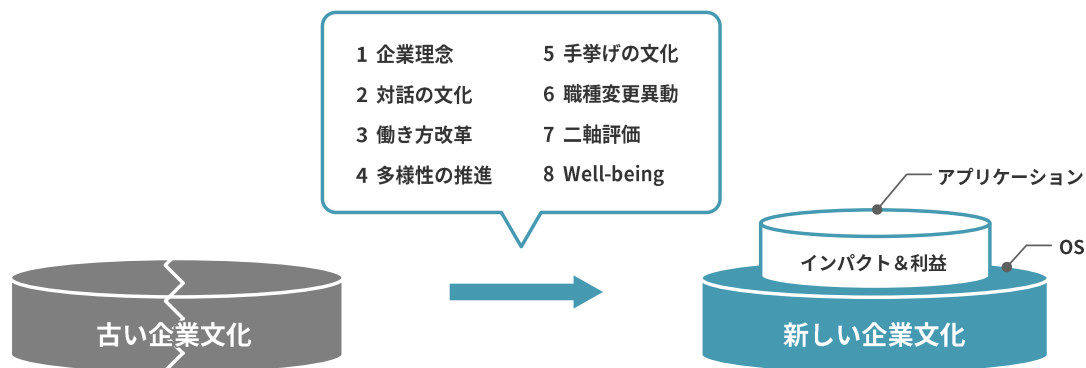 1 企業理念
2 対話の文化
3 働き方改革
4 多様性の推進
5 手挙げの文化
6 職種変更異動
7 二軸評価
8 Well-being
古い企業文化
アプリケーション
OS
インパクト＆利益
新しい企業文化